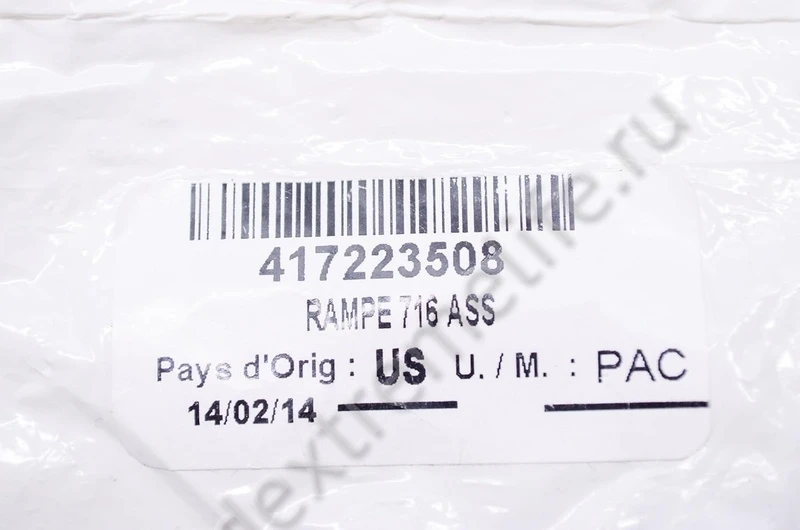 417223508
RAMPE 716 ASS
Pays d'Orig : US U. / M. : PAC
14/02/14
dextremelife.ru